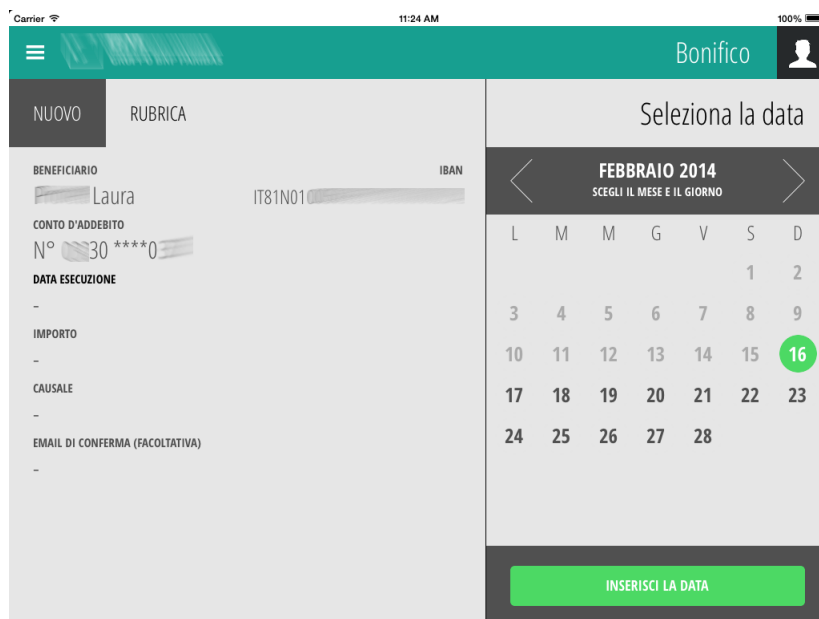 Carrier 11:24 AM 100%
Bonifico
NUOVO RUBRICA
Seleziona la data
BENEFICIARIO IBAN
Laura IT81N01
CONTO D'ADDEBITO
N° 30 ****0
DATA ESECUZIONE
–
IMPORTO
–
CAUSALE
–
EMAIL DI CONFERMA (FACOLTATIVA)
–
FEBBRAIO 2014
SCEGLI IL MESE E IL GIORNO
L M M G V S D
1 2
3 4 5 6 7 8 9
10 11 12 13 14 15 16
17 18 19 20 21 22 23
24 25 26 27 28
INSERISCI LA DATA